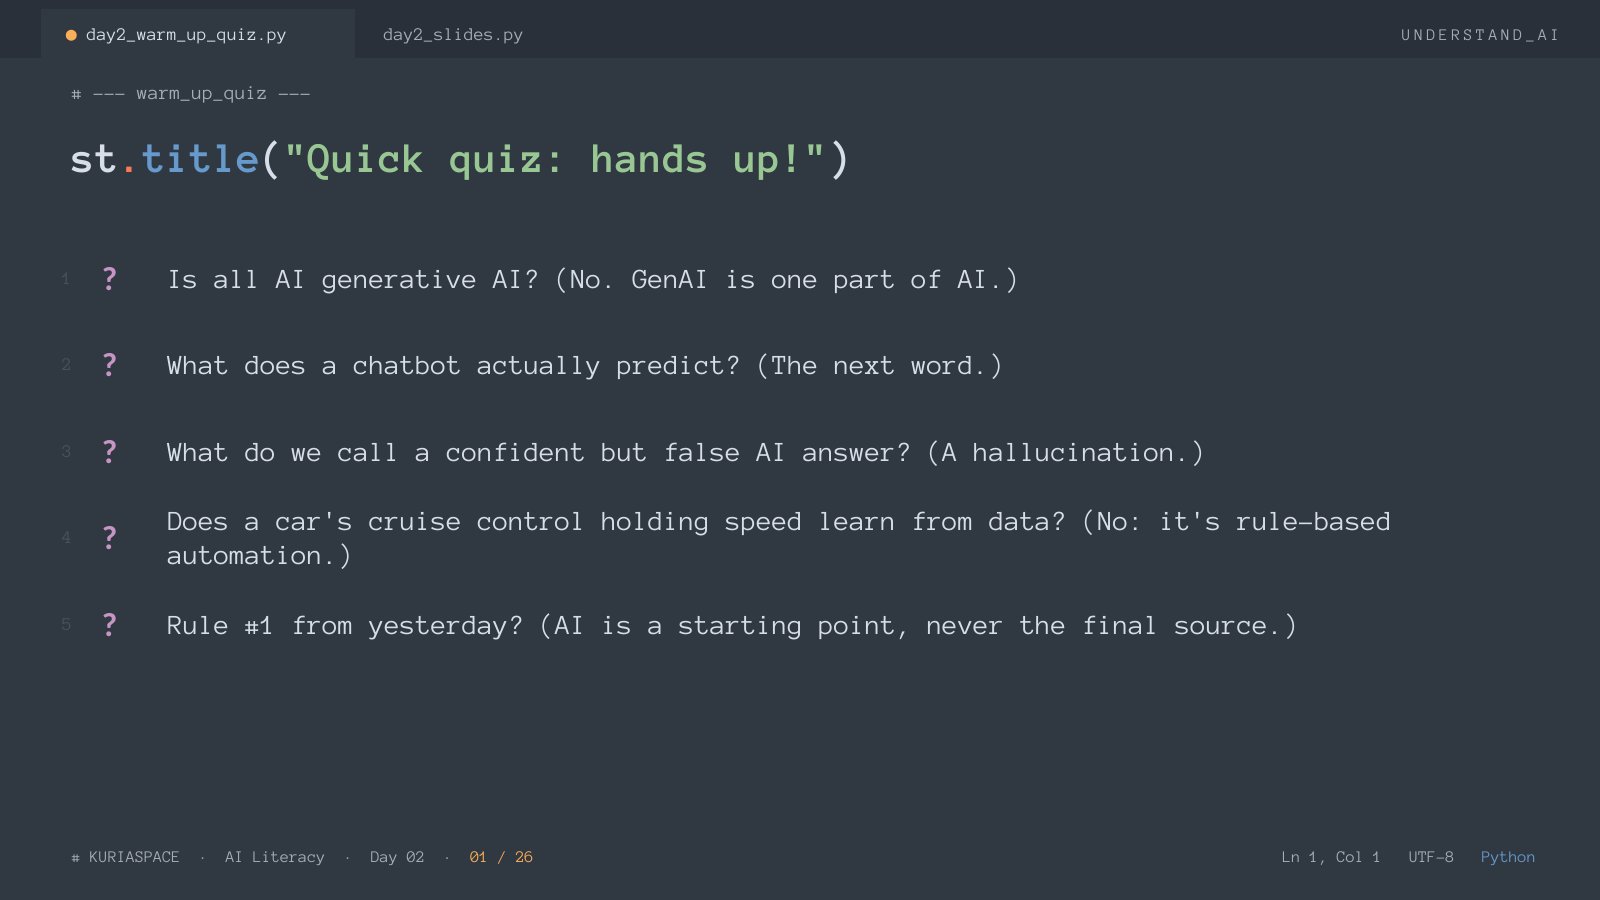 day2_warm_up_quiz.py
day2_slides.py
UNDERSTAND_AI
# --- warm_up_quiz ---
st.title("Quick quiz: hands up!")
1 ? Is all AI generative AI? (No. GenAI is one part of AI.)
2 ? What does a chatbot actually predict? (The next word.)
3 ? What do we call a confident but false AI answer? (A hallucination.)
4 ? Does a car's cruise control holding speed learn from data? (No: it's rule-based
automation.)
5 ? Rule #1 from yesterday? (AI is a starting point, never the final source.)
# KURIASPACE · AI Literacy · Day 02 · 01 / 26
Ln 1, Col 1 UTF-8 Python